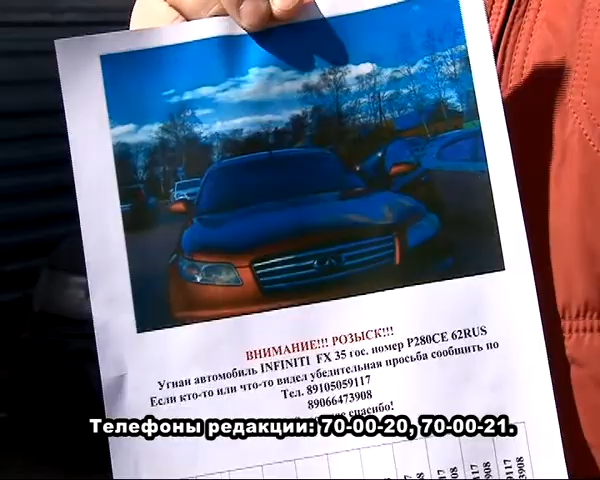 ВНИМАНИЕ!!! РОЗЫСК!!!
Угнан автомобиль INFINITI FX 35 гос. номер Р280СЕ 62RUS
Если кто-то или что-то видел убедительная просьба сообщить по
Тел. 89105059117
89066473908
спасибо!
Телефоны редакции: 70-00-20, 70-00-21.